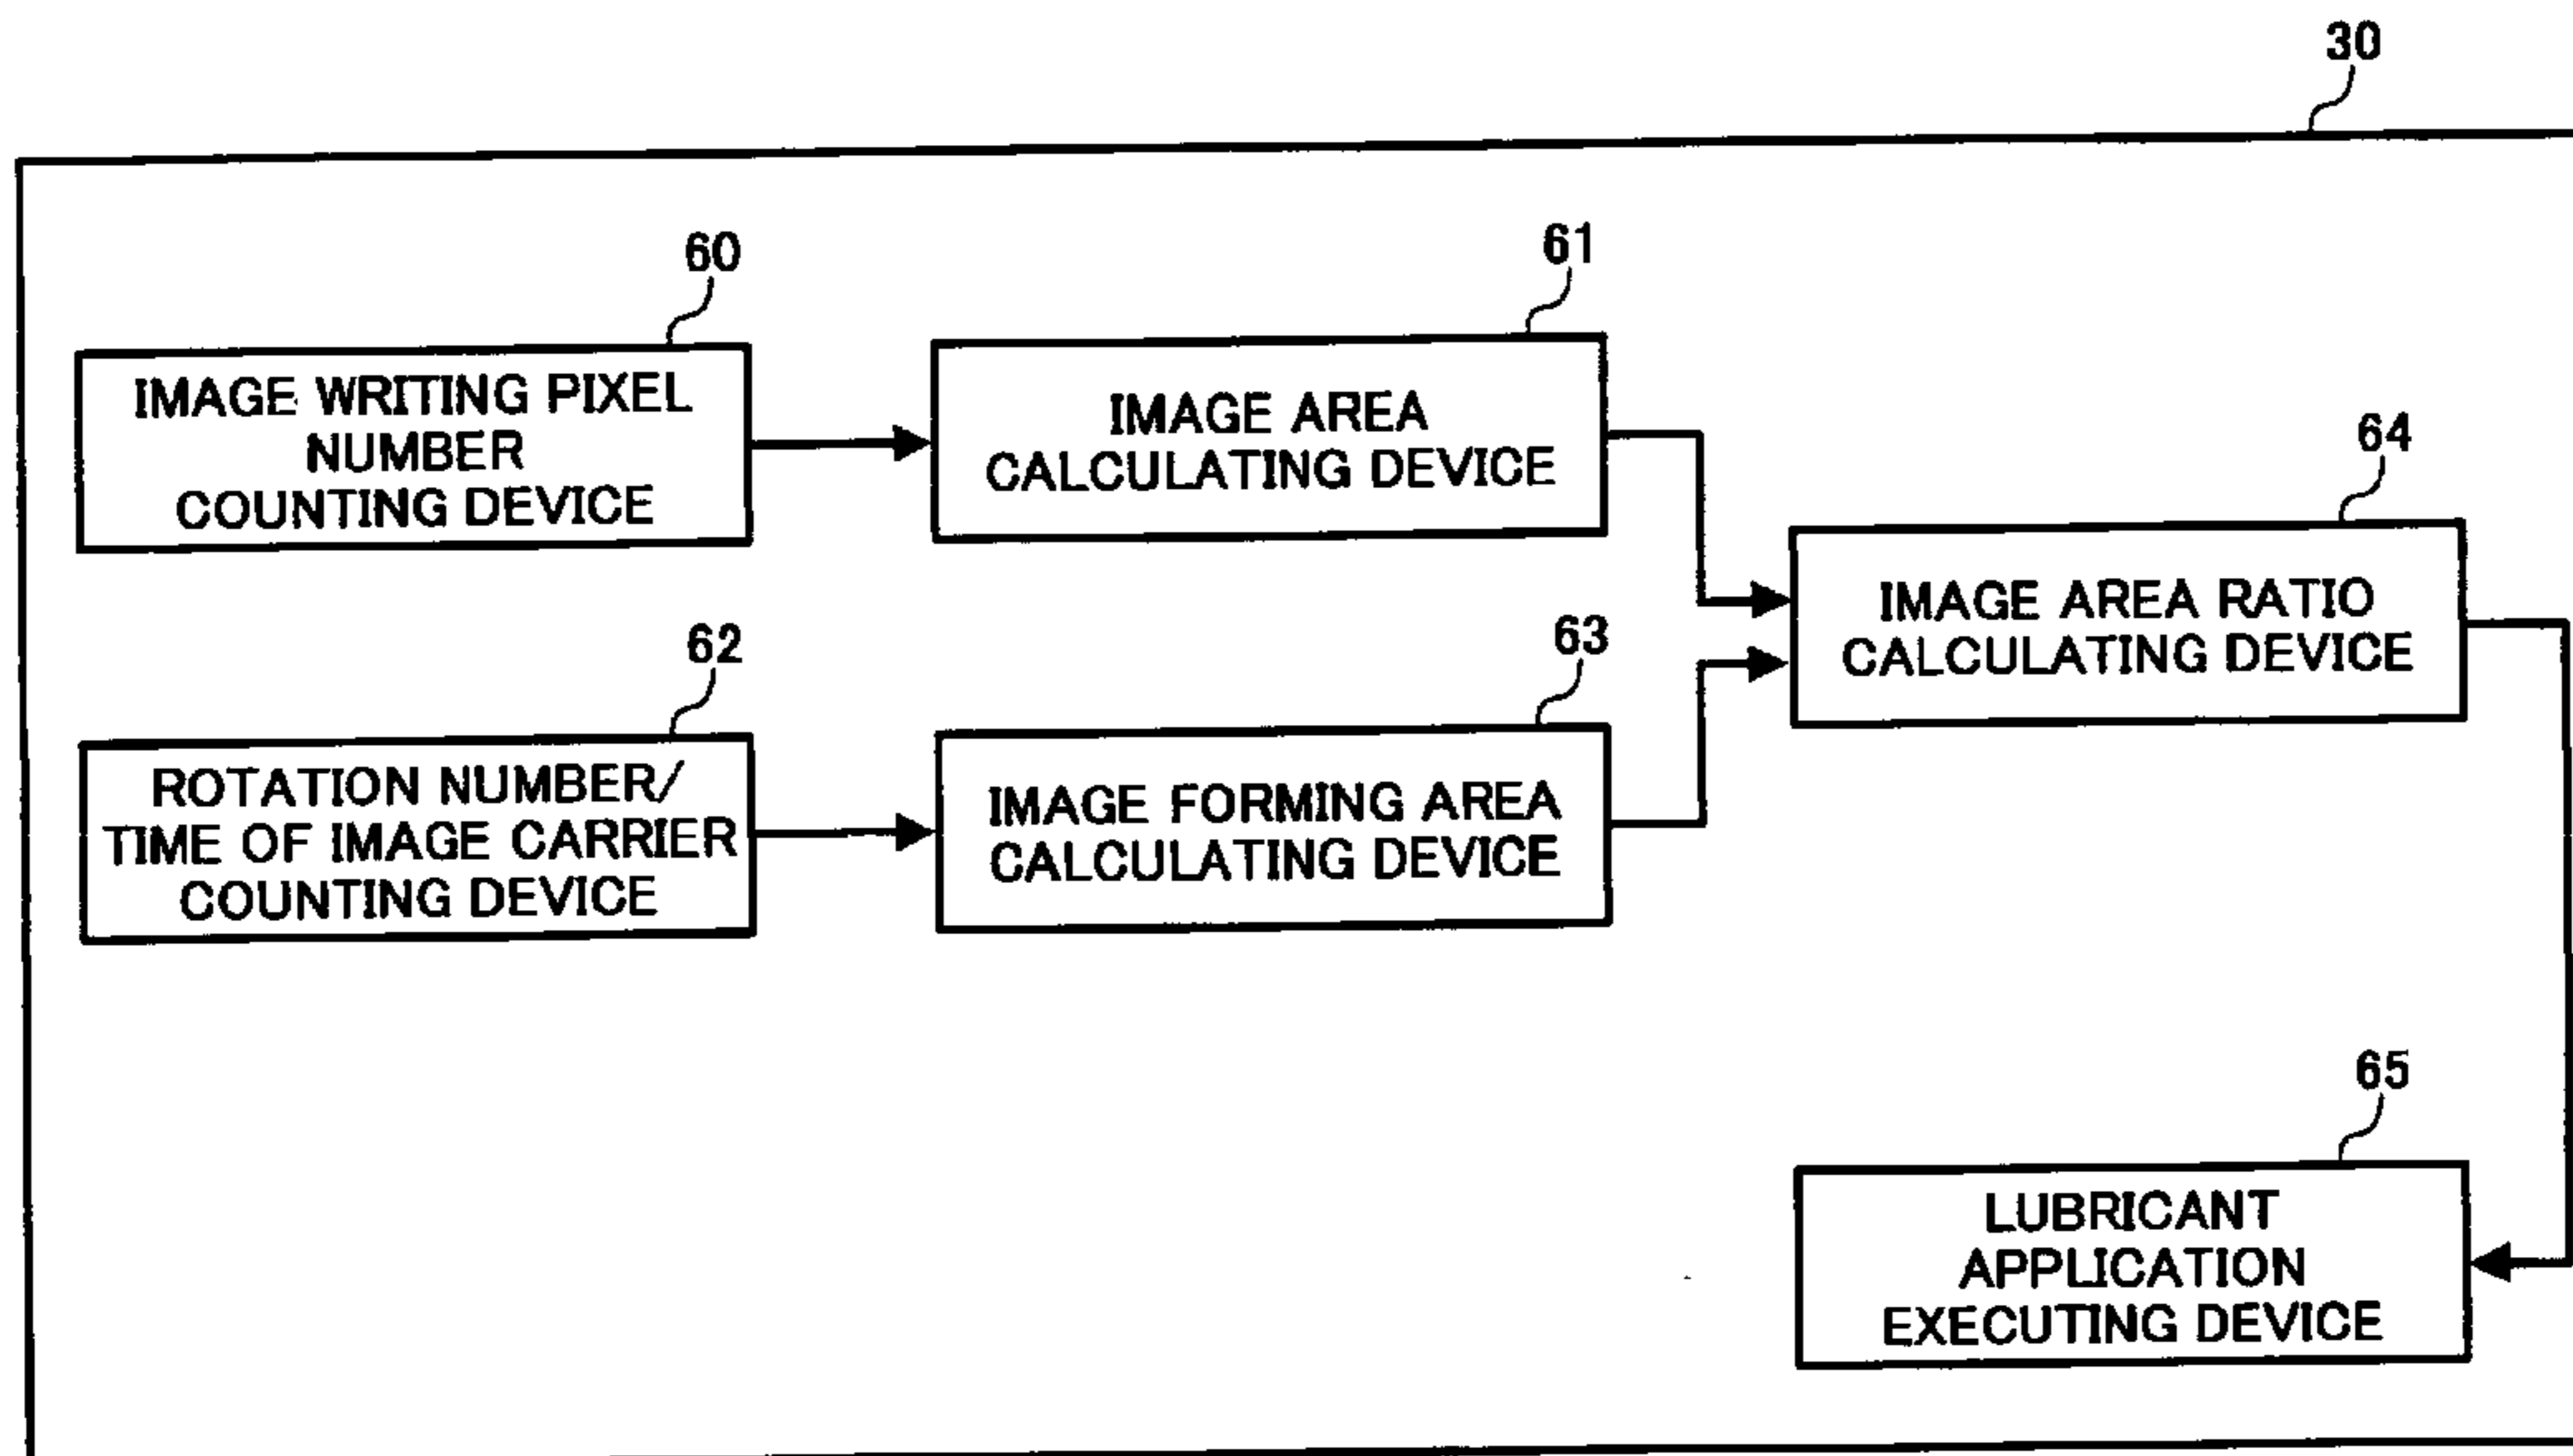 30
60
IMAGE WRITING PIXEL
NUMBER
COUNTING DEVICE
61
IMAGE AREA
CALCULATING DEVICE
62
ROTATION NUMBER/
TIME OF IMAGE CARRIER
COUNTING DEVICE
63
IMAGE FORMING AREA
CALCULATING DEVICE
64
IMAGE AREA RATIO
CALCULATING DEVICE
65
LUBRICANT
APPLICATION
EXECUTING DEVICE